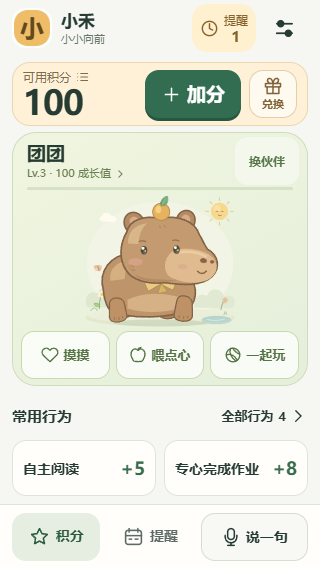 小
小禾
小小向前
提醒
1
可用积分
100
加分
兑换
团团
Lv.3 · 100 成长值
换伙伴
摸摸
喂点心
一起玩
常用行为
全部行为 4
自主阅读
+5
专心完成作业
+8
积分
提醒
说一句